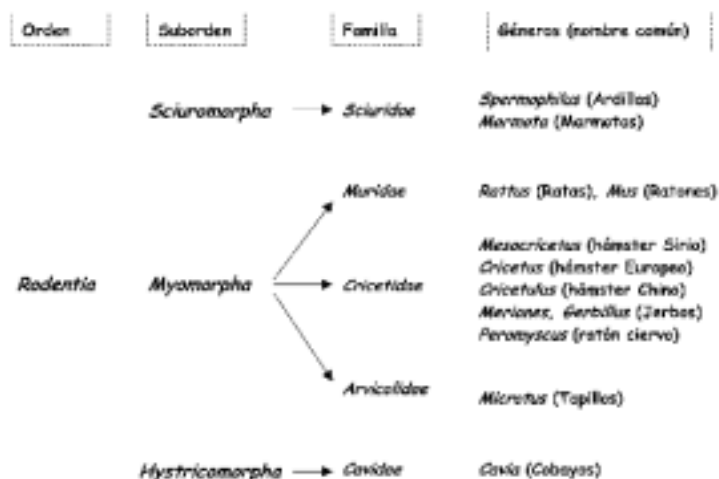 Orden Suborden Familia Géneros (nombre común)
Sciuromorpha Sciuridae Spermophilus (Ardillas)
Marmota (Marmotas)
Muridae Rattus (Ratas), Mus (Ratones)
Mesocricetus (hámster Sirio)
Cricetus (hámster Europeo)
Rodentia Myomorpha Cricetidae Cricetulus (hámster Chino)
Meriones, Gerbillus (Jerbos)
Peromyscus (ratón ciervo)
Arvicolidae Microtus (Topillos)
Hystricomorpha Cavidae Cavia (Cobayas)